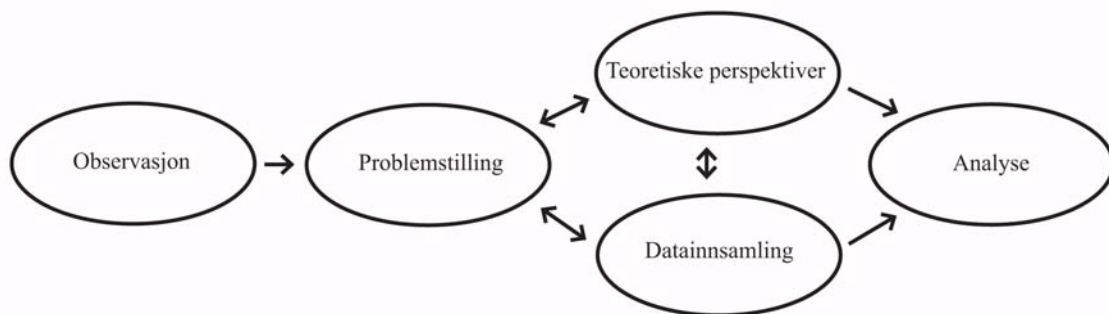 Teoretiske perspektiver
Observasjon
Problemstilling
Analyse
Datainnsamling